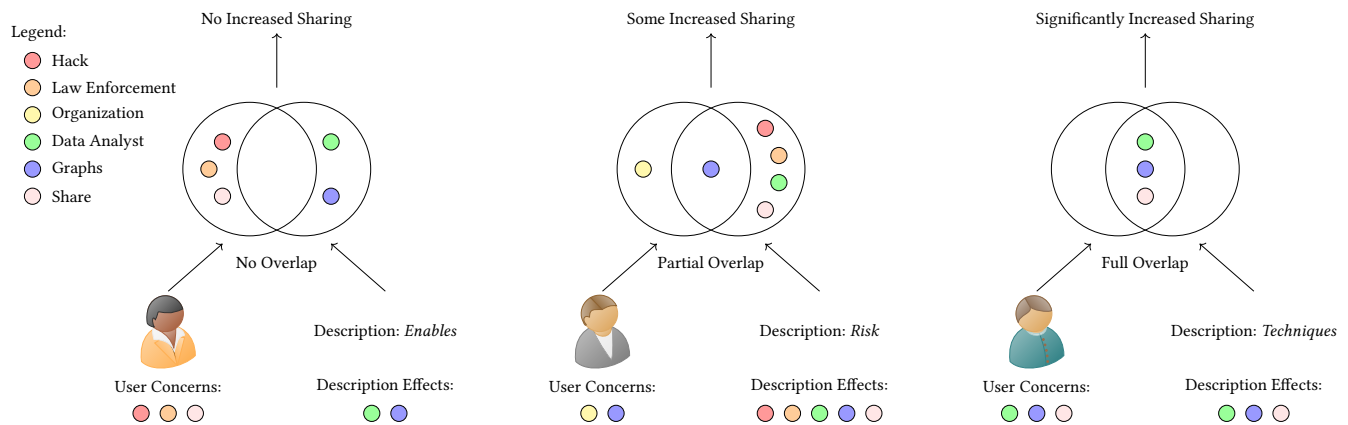 No Increased Sharing
Some Increased Sharing
Significantly Increased Sharing
Legend:
Hack
Law Enforcement
Organization
Data Analyst
Graphs
Share
No Overlap
Partial Overlap
Full Overlap
Description: Enables
Description: Risk
Description: Techniques
User Concerns:
Description Effects:
User Concerns:
Description Effects:
User Concerns:
Description Effects: